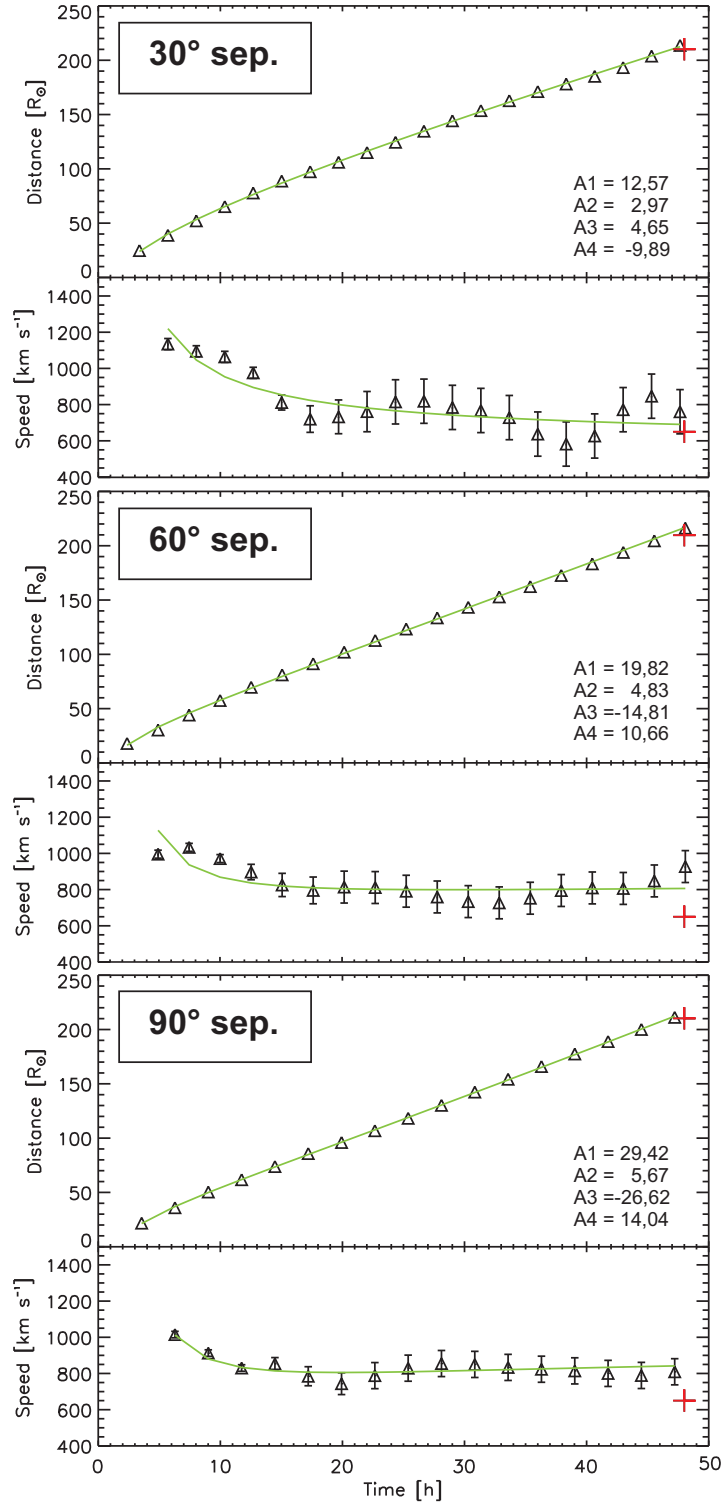 250
200
150
100
50
0
Distance [R☉]
30° sep.
A1 = 12,57
A2 = 2,97
A3 = 4,65
A4 = -9,89
1400
1200
1000
800
600
400
Speed [km s⁻¹]
250
200
150
100
50
0
Distance [R☉]
60° sep.
A1 = 19,82
A2 = 4,83
A3 =-14,81
A4 = 10,66
1400
1200
1000
800
600
400
Speed [km s⁻¹]
250
200
150
100
50
0
Distance [R☉]
90° sep.
A1 = 29,42
A2 = 5,67
A3 =-26,62
A4 = 14,04
1400
1200
1000
800
600
400
Speed [km s⁻¹]
0 10 20 30 40 50
Time [h]